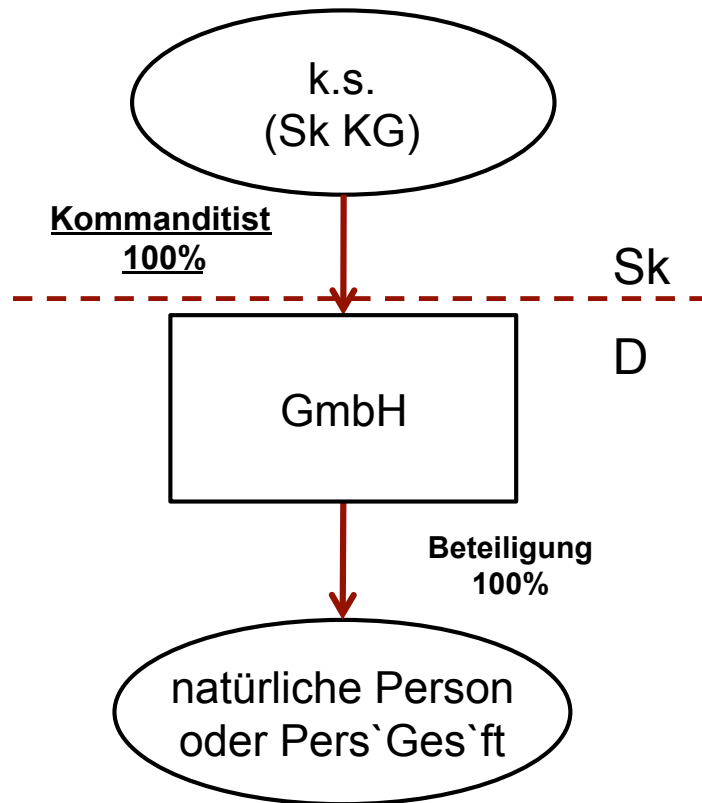 k.s.
(Sk KG)
Kommanditist
100%
Sk
D
GmbH
Beteiligung
100%
natürliche Person
oder Pers`Ges`ft